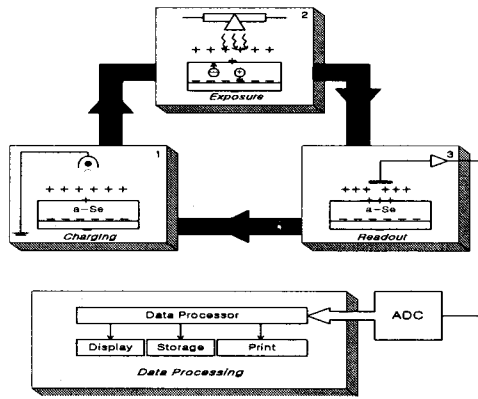 2
+ + + + + + +
+
− +
Exposure
1
+ + + + + +
+
a-Se
Charging
3
+++ ++++
+++
a-Se
Readout
Data Processor
ADC
Display Storage Print
Data Processing